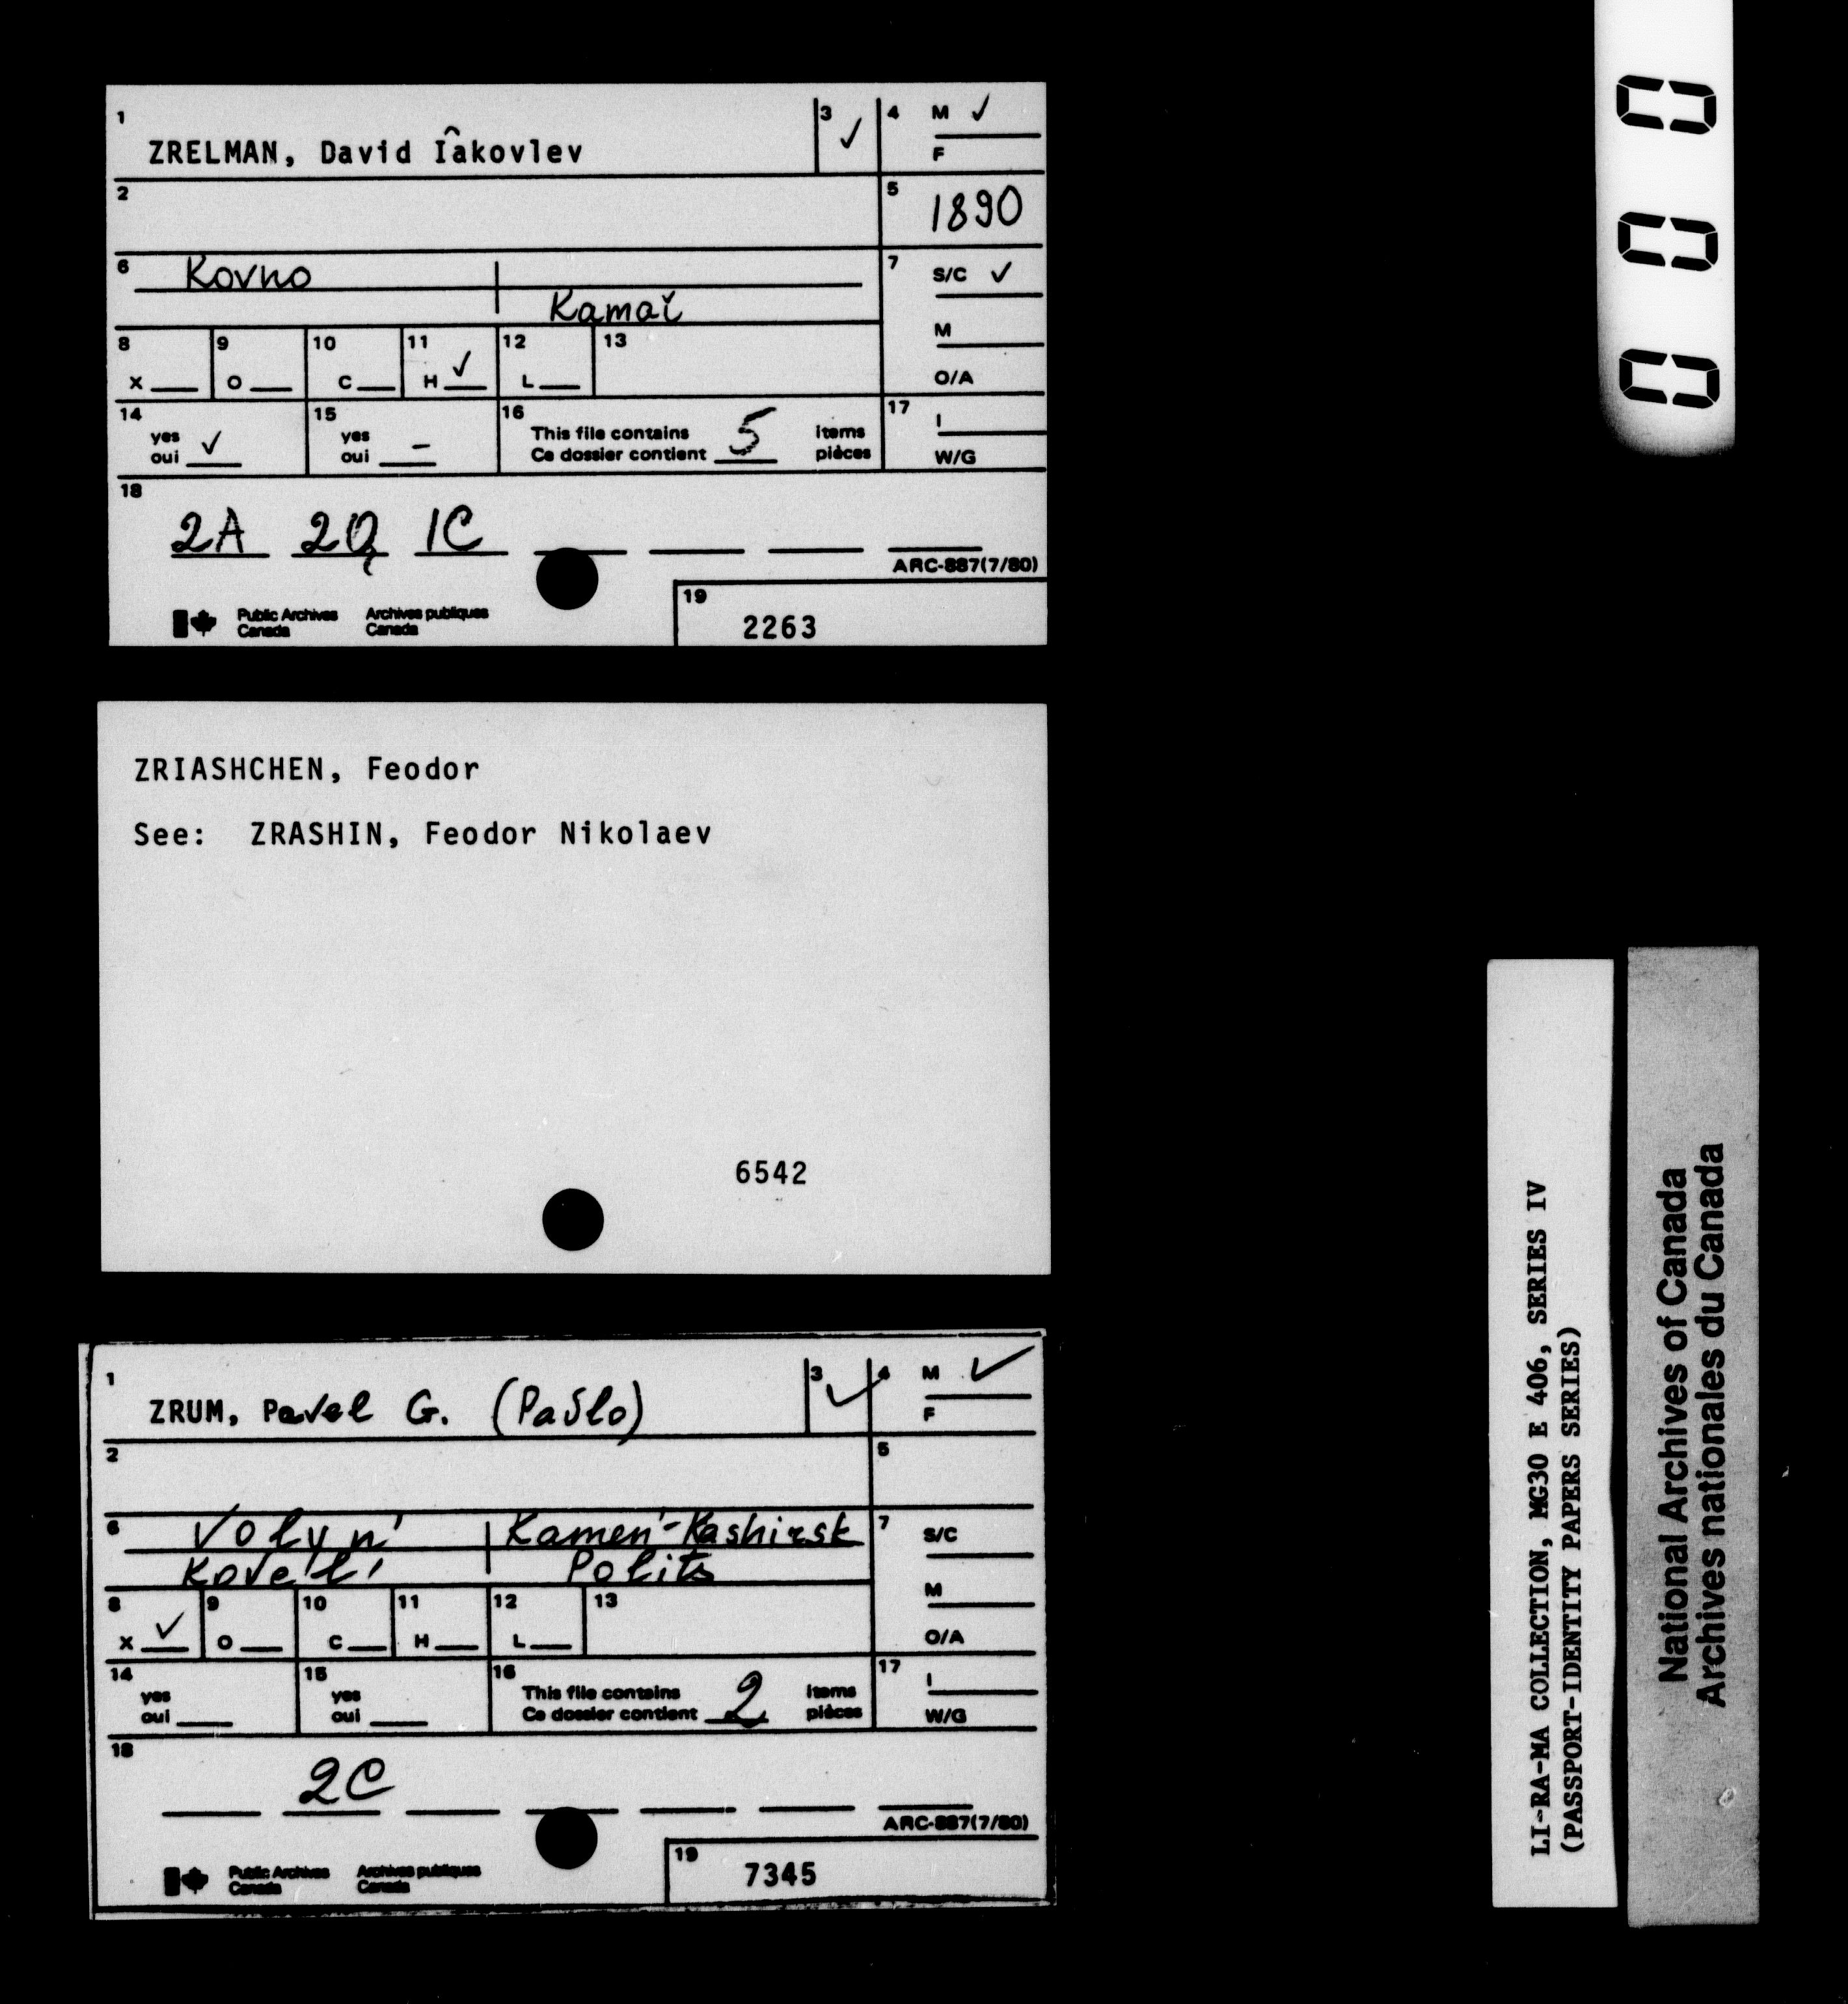 1
ZRELMAN, David I͡akovlev
3 ✓
4 M ✓
F
2
5 1890
6 Kovno
Kamaĭ
7 S/C ✓
M
O/A
8 X
9 O
10 C
11 H ✓
12 L
13
14 yes oui ✓
15 yes oui –
16 This file contains 5 items
Ce dossier contient pièces
17 I
W/G
18
2A 2Q 1C
ARC-887(7/80)
Public Archives Canada
Archives publiques Canada
19
2263
ZRIASHCHEN, Feodor
See: ZRASHIN, Feodor Nikolaev
6542
1
ZRUM, Pavel G. (Pašlo)
3 ✓
4 M ✓
F
2
5
6 Volyn' Kamen'-Kashirsk
Kovel' Polits
7 S/C
M
O/A
8 X ✓
9 O
10 C
11 H
12 L
13
14 yes oui
15 yes oui
16 This file contains 2 items
Ce dossier contient pièces
17 I
W/G
18
2C
ARC-887(7/80)
Public Archives Canada
Archives publiques Canada
19
7345
000
LI-RA-MA COLLECTION, MG30 E 406, SERIES IV
(PASSPORT-IDENTITY PAPERS SERIES)
National Archives of Canada
Archives nationales du Canada